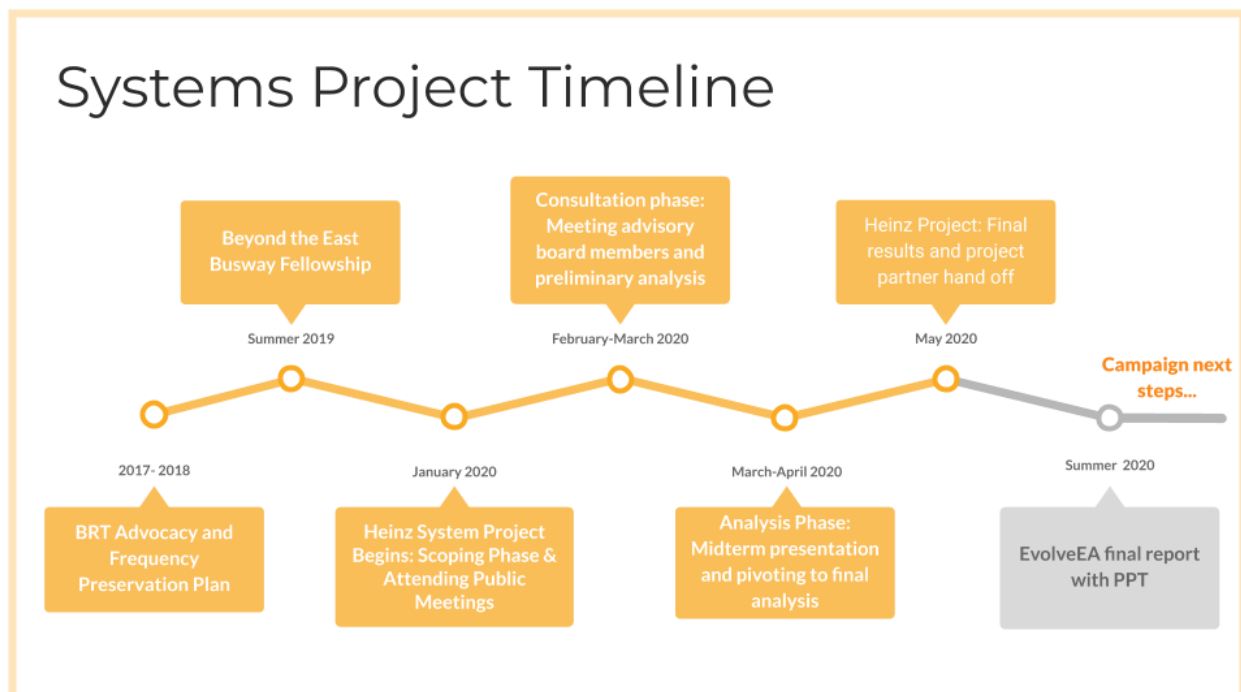 Systems Project Timeline
Beyond the East
Busway Fellowship
Summer 2019
Consultation phase:
Meeting advisory
board members and
preliminary analysis
February-March 2020
Heinz Project: Final
results and project
partner hand off
May 2020
Campaign next
steps...
2017- 2018
BRT Advocacy and
Frequency
Preservation Plan
January 2020
Heinz System Project
Begins: Scoping Phase &
Attending Public
Meetings
March-April 2020
Analysis Phase:
Midterm presentation
and pivoting to final
analysis
Summer 2020
EvolveEA final report
with PPT